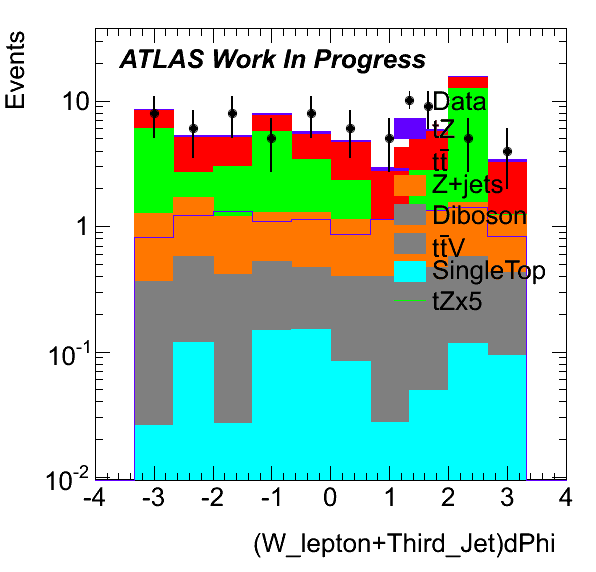 ATLAS Work In Progress
Events
Data
tZ
tt̄
Z+jets
Diboson
tt̄V
SingleTop
tZx5
10
1
10⁻¹
10⁻²
-4 -3 -2 -1 0 1 2 3 4
(W_lepton+Third_Jet)dPhi